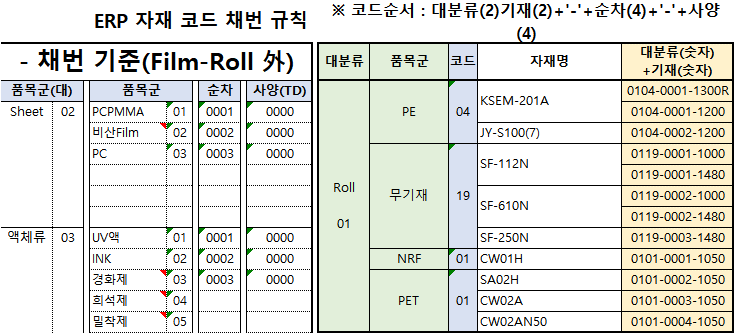 ERP 자재 코드 채번 규칙
※ 코드순서 : 대분류(2)기재(2)+'-'+순차(4)+'-'+사양(4)
- 채번 기준(Film-Roll 外)
품목군(대) 품목군 순차 사양(TD)
Sheet 02 PCPMMA 01 0001 0000
비산Film 02 0002 0000
PC 03 0003 0000
액체류 03 UV액 01 0001 0000
INK 02 0002 0000
경화제 03 0003 0000
희석제 04
밀착제 05
대분류 품목군 코드 자재명 대분류(숫자)+기재(숫자)
Roll 01
PE 04 KSEM-201A 0104-0001-1300R
0104-0001-1200
JY-S100(7) 0104-0002-1200
무기재 19 SF-112N 0119-0001-1000
0119-0001-1480
SF-610N 0119-0002-1000
0119-0002-1480
SF-250N 0119-0003-1480
NRF 01 CW01H 0101-0001-1050
PET 01 SA02H 0101-0002-1050
CW02A 0101-0003-1050
CW02AN50 0101-0004-1050